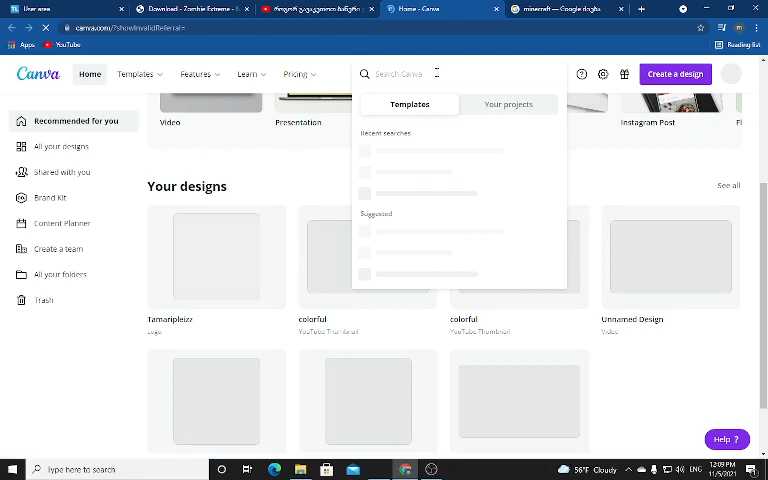 User area
Download - Zombie Extreme -
Home - Canva
minecraft — Google
canva.com/?showInvalidReferral=
Apps
YouTube
Reading list
Canva
Home
Templates
Features
Learn
Pricing
Search Canva
Create a design
Templates
Your projects
Recent searches
Suggested
Recommended for you
All your designs
Shared with you
Brand Kit
Content Planner
Create a team
All your folders
Trash
Video
Presentation
Instagram Post
Fl
Your designs
See all
Tamaripleizz
Logo
colorful
YouTube Thumbnail
colorful
YouTube Thumbnail
Unnamed Design
Video
Help ?
Type here to search
56°F Cloudy
ENG
12:09 PM
11/5/2021